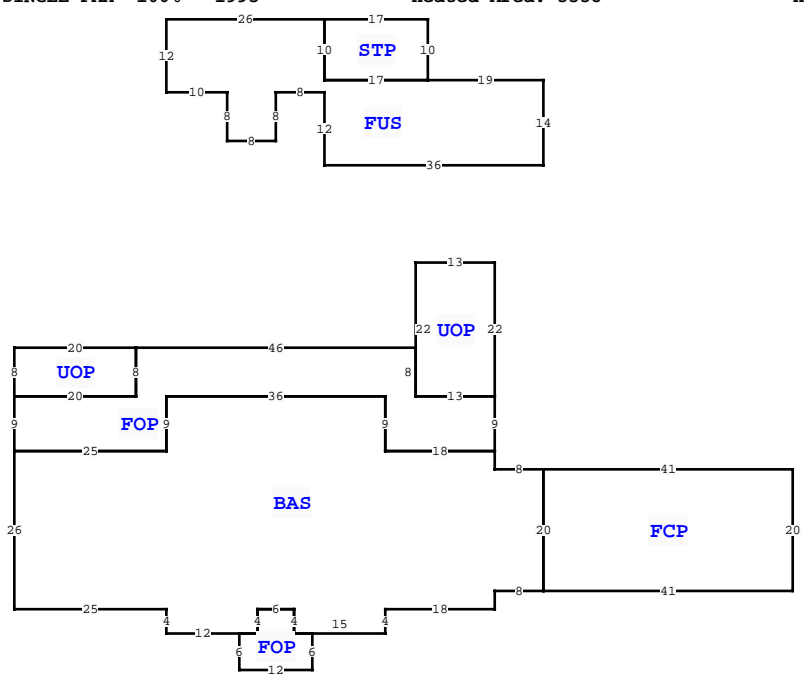 Heated Area:
26 17
12 10 STP 10
10 8 17 19
8 8 12 FUS 14
8
36
13
22 UOP 22
20 46
8 UOP 8 8
20 36 13
9 FOP 9 9 9
25 18
8 41
BAS
26 20 FCP 20
8 41
25 6 18
4 4 4 4
12 15
6 FOP 6
12